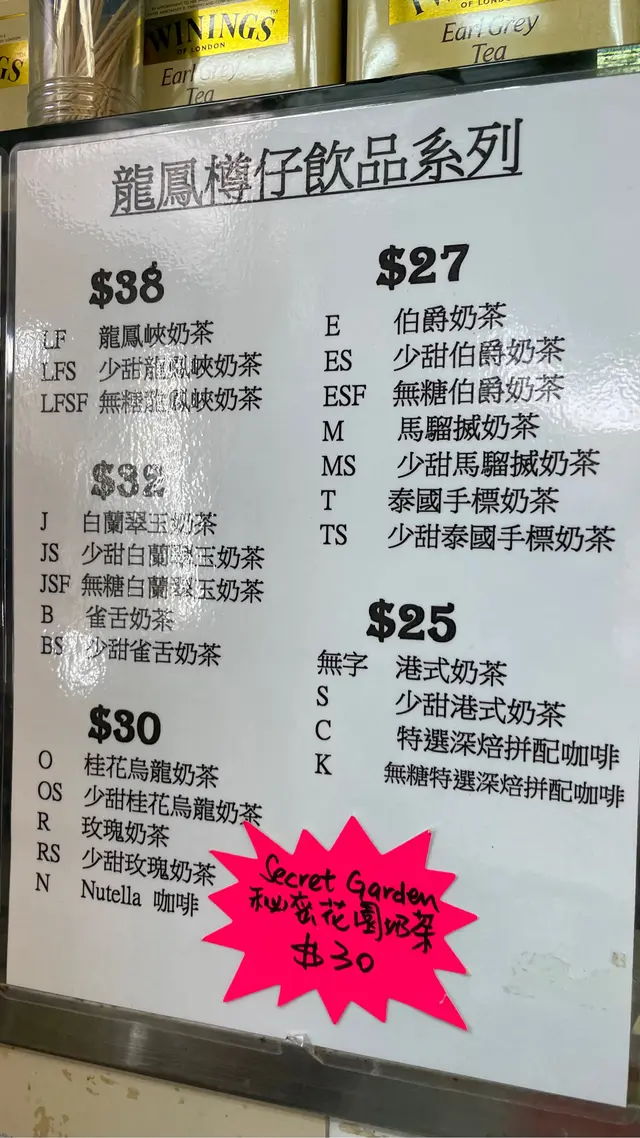 TWININGS
OF LONDON
Earl Grey
Tea
OF LONDON
Earl Grey
Tea
GS
龍鳳樽仔飲品系列
$38
LF 龍鳳峽奶茶
LFS 少甜龍鳳峽奶茶
LFSF 無糖龍鳳峽奶茶
$32
J 白蘭翠玉奶茶
JS 少甜白蘭翠玉奶茶
JSF 無糖白蘭翠玉奶茶
B 雀舌奶茶
BS 少甜雀舌奶茶
$30
O 桂花烏龍奶茶
OS 少甜桂花烏龍奶茶
R 玫瑰奶茶
RS 少甜玫瑰奶茶
N Nutella 咖啡
$27
E 伯爵奶茶
ES 少甜伯爵奶茶
ESF 無糖伯爵奶茶
M 馬騮搣奶茶
MS 少甜馬騮搣奶茶
T 泰國手標奶茶
TS 少甜泰國手標奶茶
$25
無字 港式奶茶
S 少甜港式奶茶
C 特選深焙拼配咖啡
K 無糖特選深焙拼配咖啡
Secret Garden
秘密花園奶茶
$30